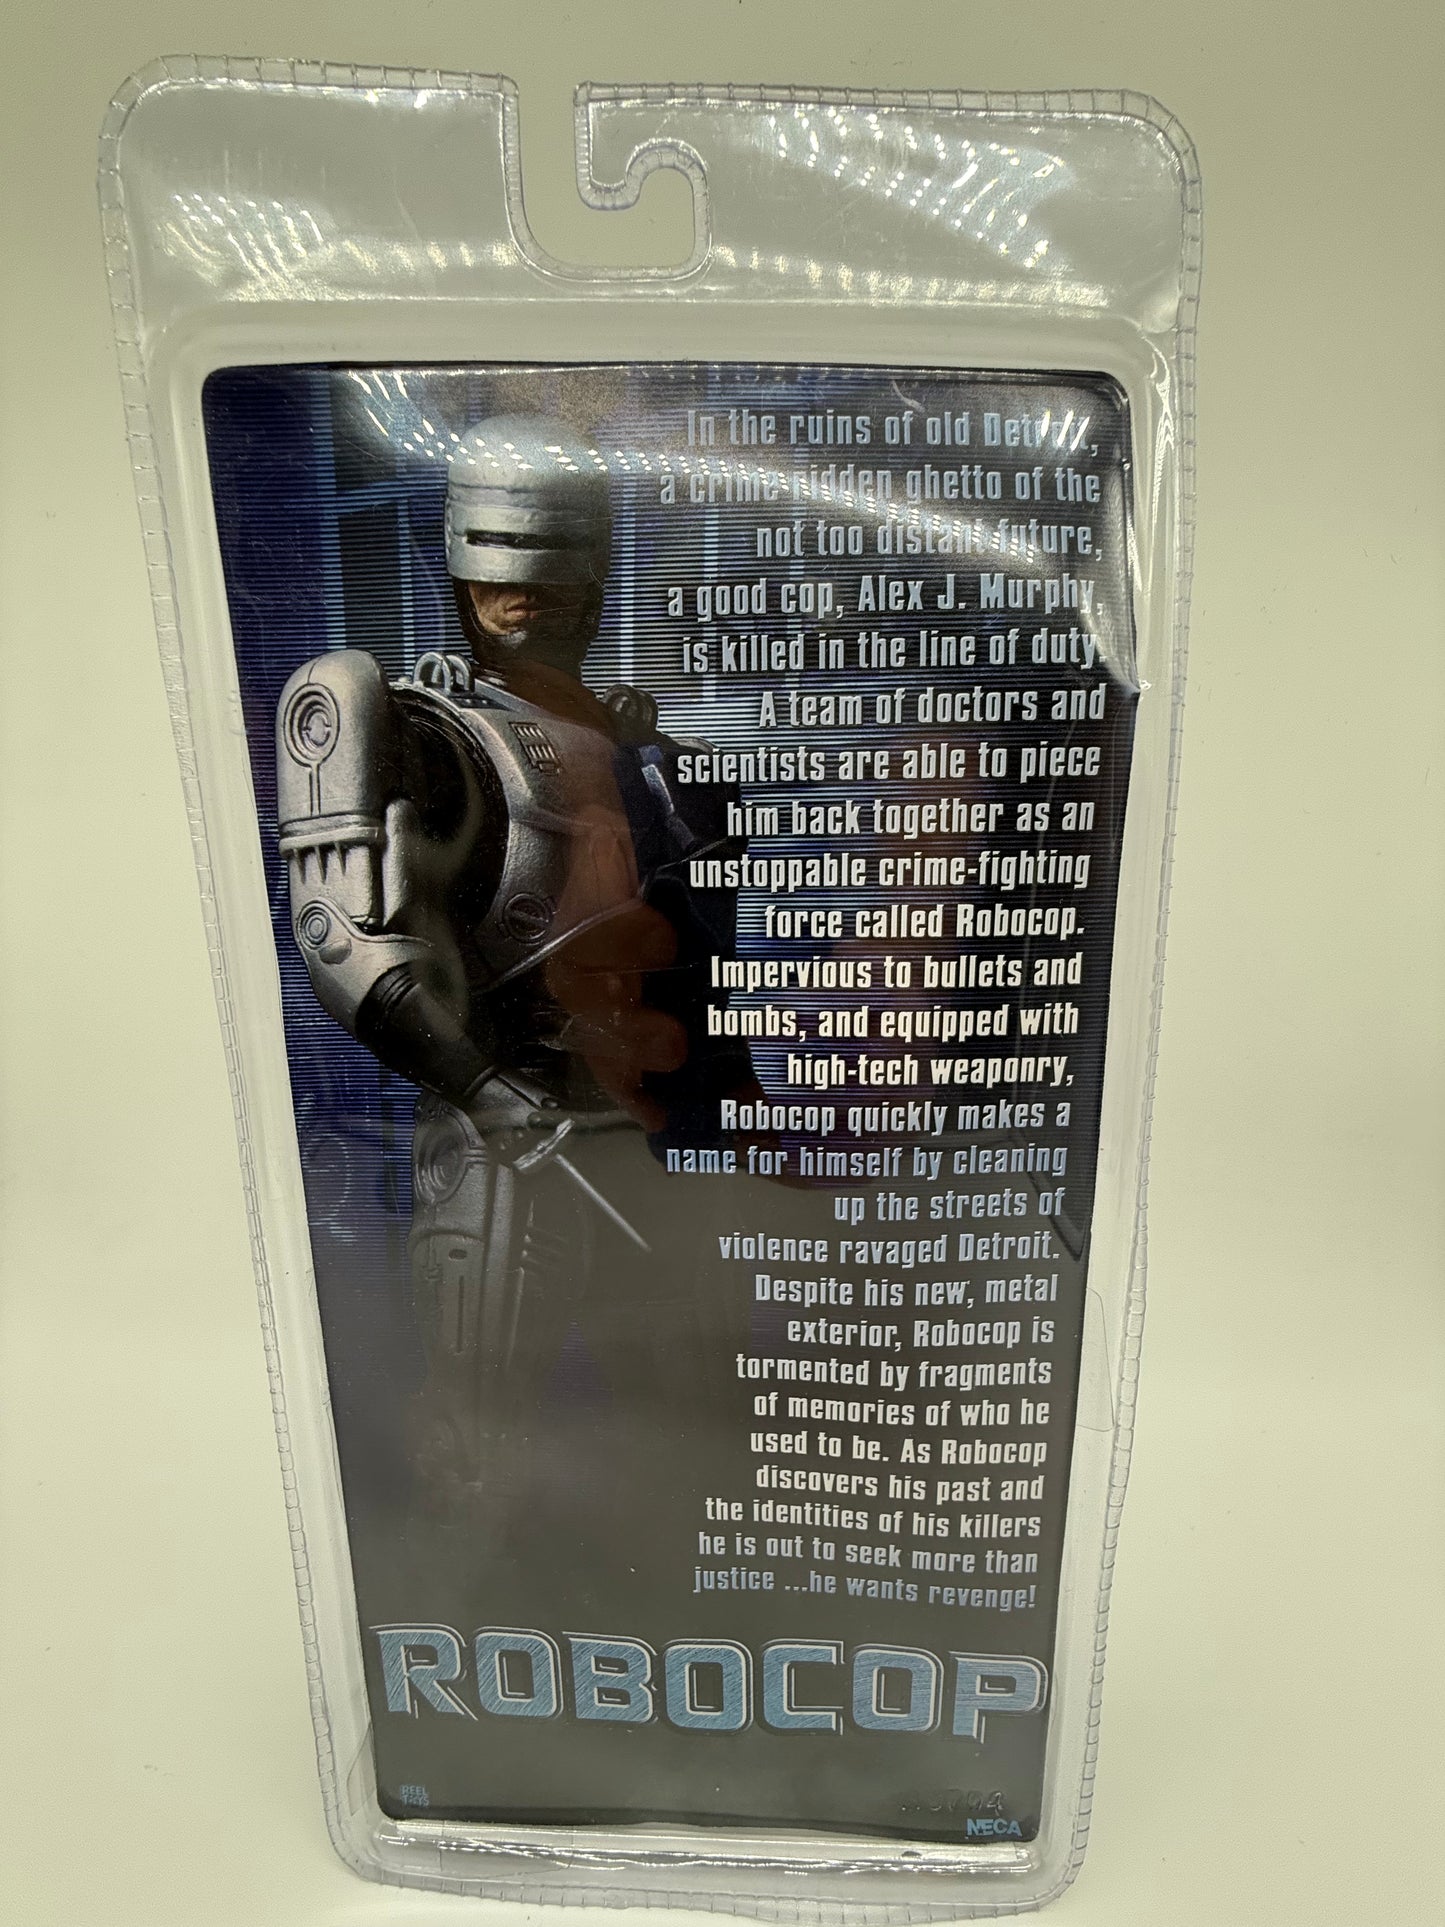 In the ruins of old Detroit,
a crime ridden ghetto of the
not too distant future,
a good cop, Alex J. Murphy,
is killed in the line of duty.
A team of doctors and
scientists are able to piece
him back together as an
unstoppable crime-fighting
force called Robocop.
Impervious to bullets and
bombs, and equipped with
high-tech weaponry,
Robocop quickly makes a
name for himself by cleaning
up the streets of
violence ravaged Detroit.
Despite his new, metal
exterior, Robocop is
tormented by fragments
of memories of who he
used to be. As Robocop
discovers his past and
the identities of his killers
he is out to seek more than
justice ...he wants revenge!
ROBOCOP
REEL
TOYS
NECA